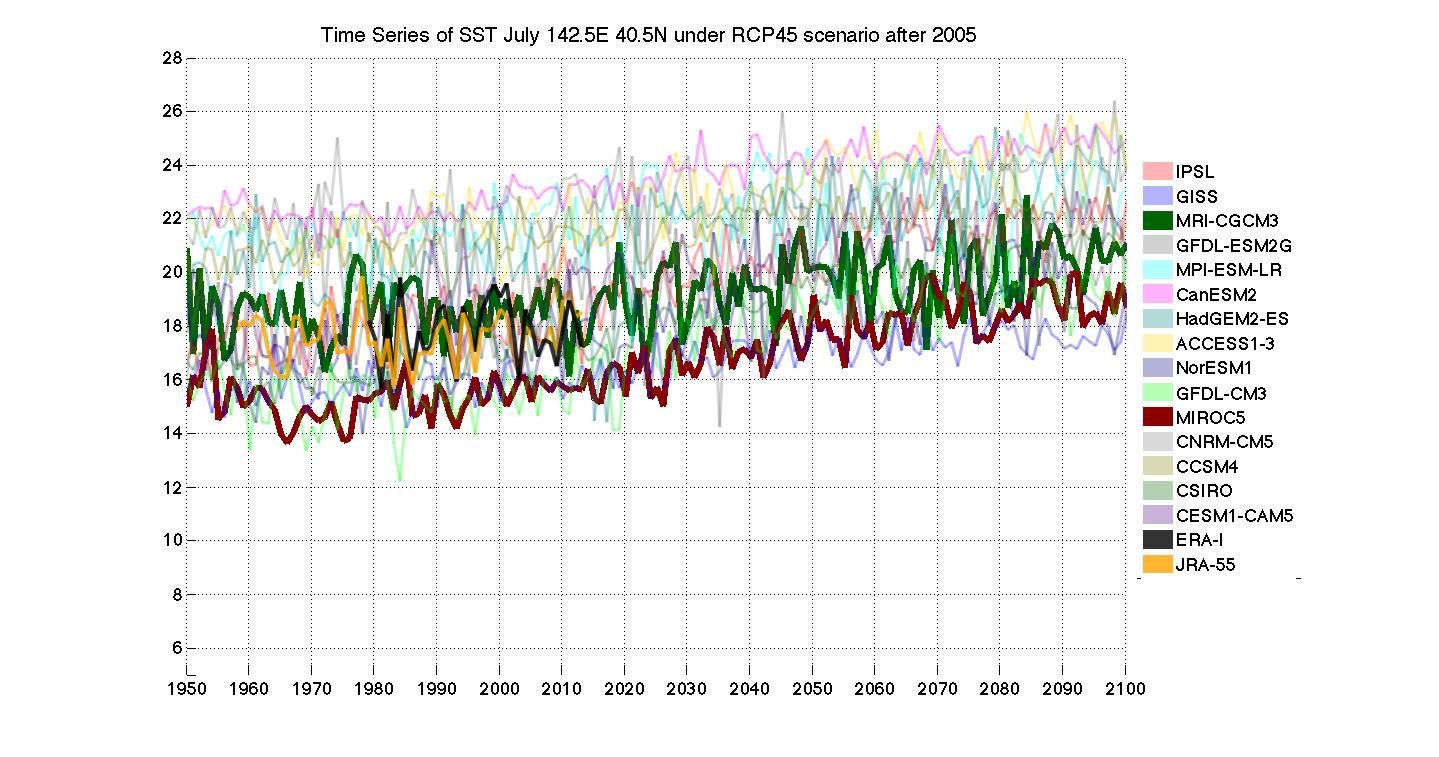 Time Series of SST July 142.5E 40.5N under RCP45 scenario after 2005
28
26
24
22
20
18
16
14
12
10
8
6
1950 1960 1970 1980 1990 2000 2010 2020 2030 2040 2050 2060 2070 2080 2090 2100
IPSL
GISS
MRI-CGCM3
GFDL-ESM2G
MPI-ESM-LR
CanESM2
HadGEM2-ES
ACCESS1-3
NorESM1
GFDL-CM3
MIROC5
CNRM-CM5
CCSM4
CSIRO
CESM1-CAM5
ERA-I
JRA-55